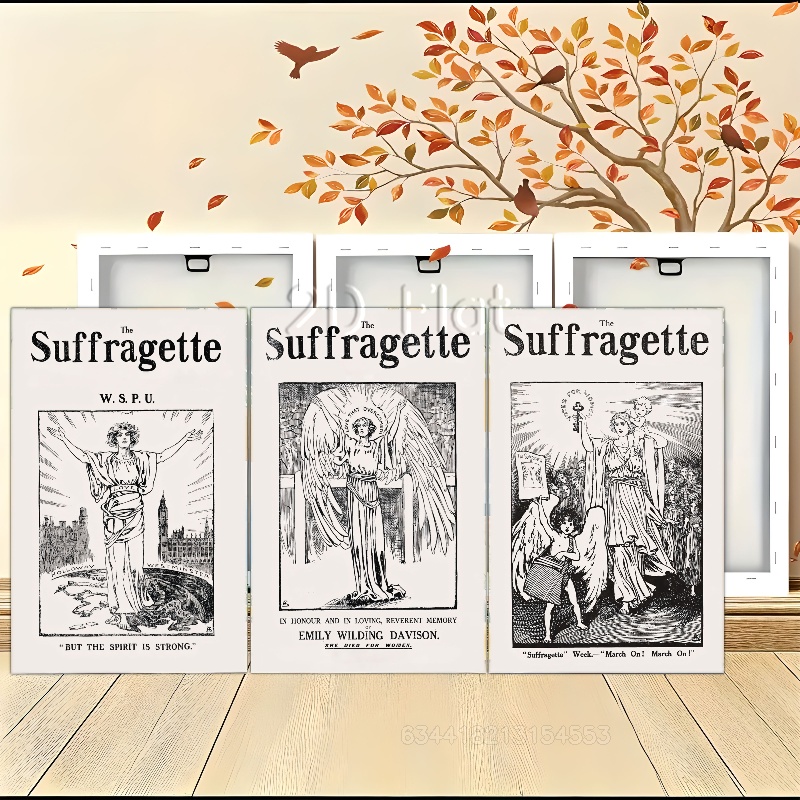 2D Flat
The
Suffragette
W. S. P. U.
"BUT THE SPIRIT IS STRONG."
The
Suffragette
IN HONOUR AND IN LOVING, REVERENT MEMORY
OF
EMILY WILDING DAVISON.
SHE DIED FOR WOMEN.
The
Suffragette
"Suffragette" Week.—"March On! March On!"